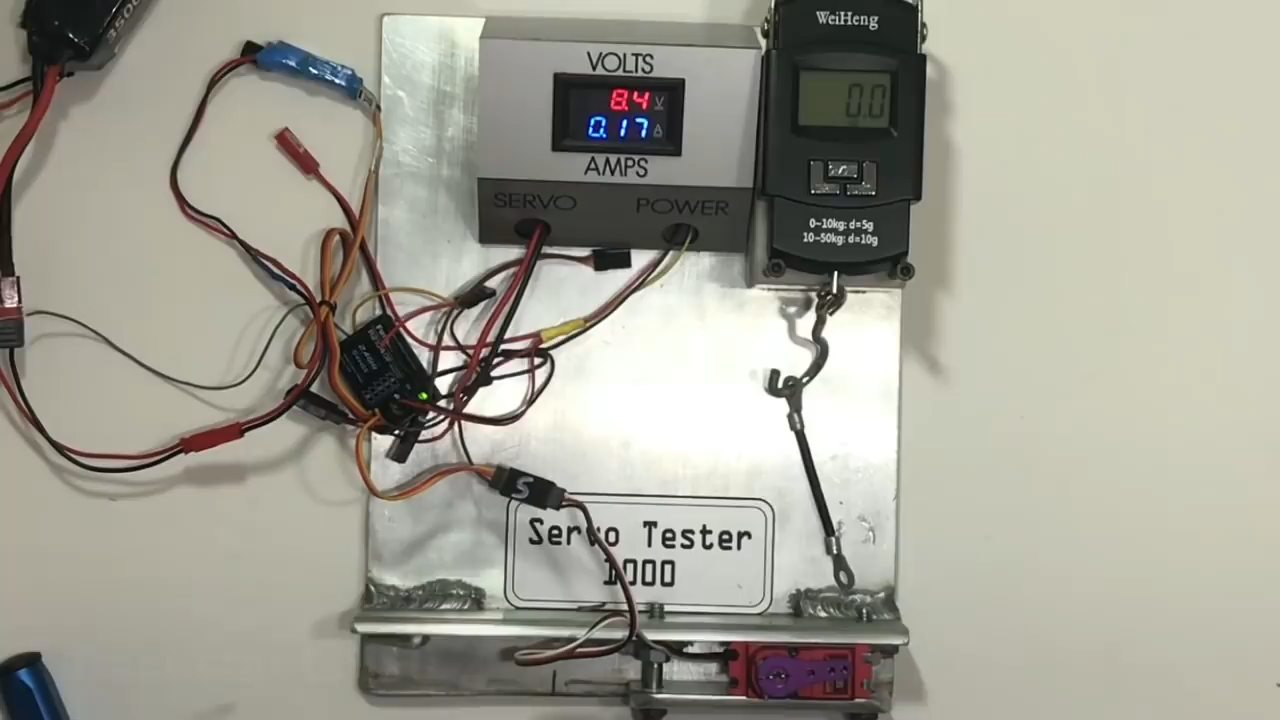 VOLTS
8.4 V
0.17 A
AMPS
SERVO
POWER
WeiHeng
0.0
0~10kg: d=5g
10~50kg: d=10g
S
Servo Tester
1000